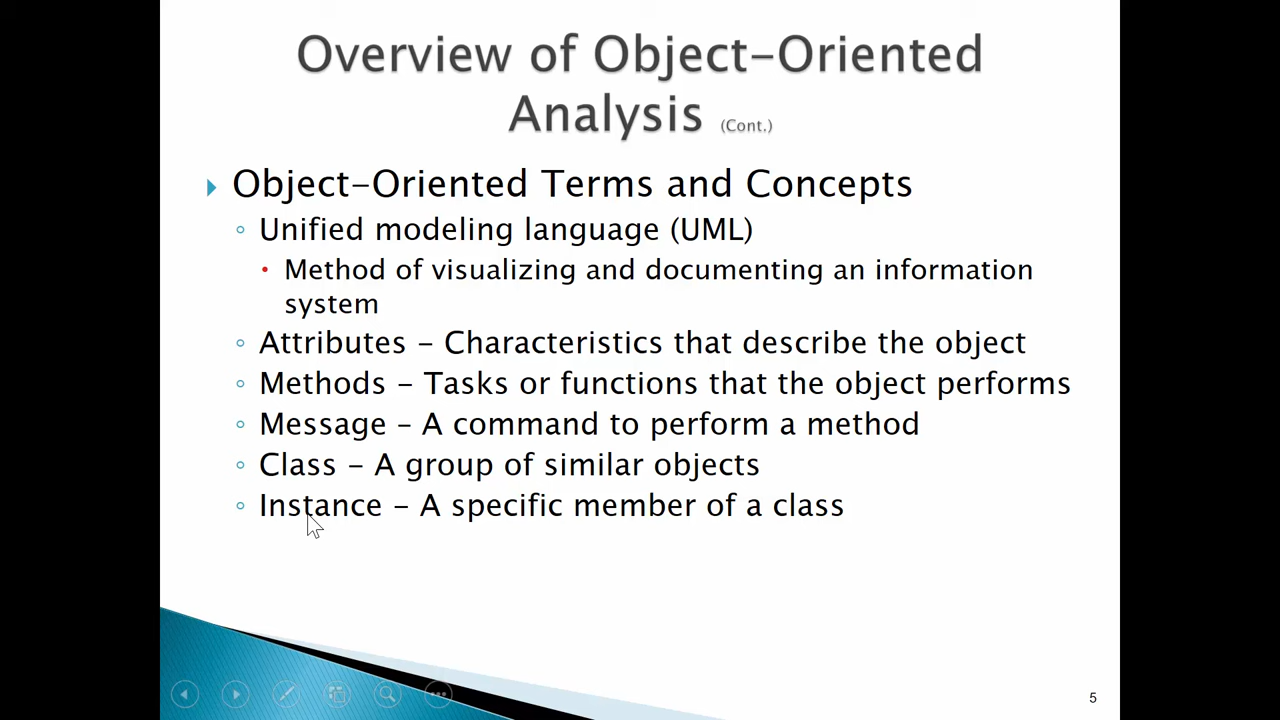 Overview of Object-Oriented
Analysis (Cont.)
Object-Oriented Terms and Concepts
Unified modeling language (UML)
Method of visualizing and documenting an information
system
Attributes – Characteristics that describe the object
Methods – Tasks or functions that the object performs
Message – A command to perform a method
Class – A group of similar objects
Instance – A specific member of a class
5